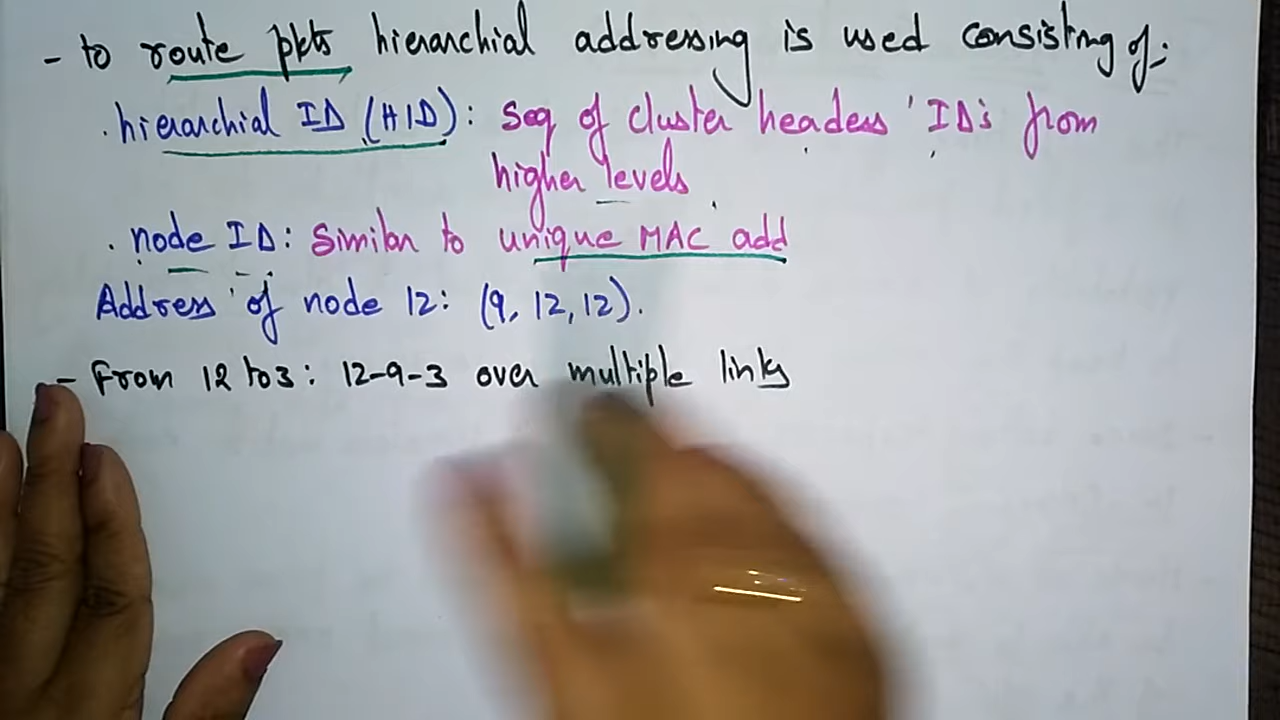 - to route pkts hierarchial addressing is used consisting of:
. hierarchial ID (HID): Seq of cluster headers' IDs from
higher levels
. node ID: Similar to unique MAC add
Address of node 12: (9, 12, 12).
- From 12 to 3: 12-9-3 over multiple links